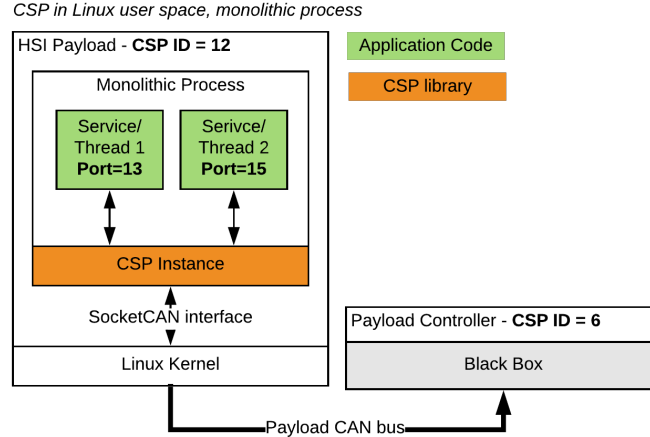 CSP in Linux user space, monolithic process
HSI Payload - CSP ID = 12
Application Code
CSP library
Monolithic Process
Service/
Thread 1
Port=13
Serivce/
Thread 2
Port=15
CSP Instance
SocketCAN interface
Linux Kernel
Payload Controller - CSP ID = 6
Black Box
Payload CAN bus